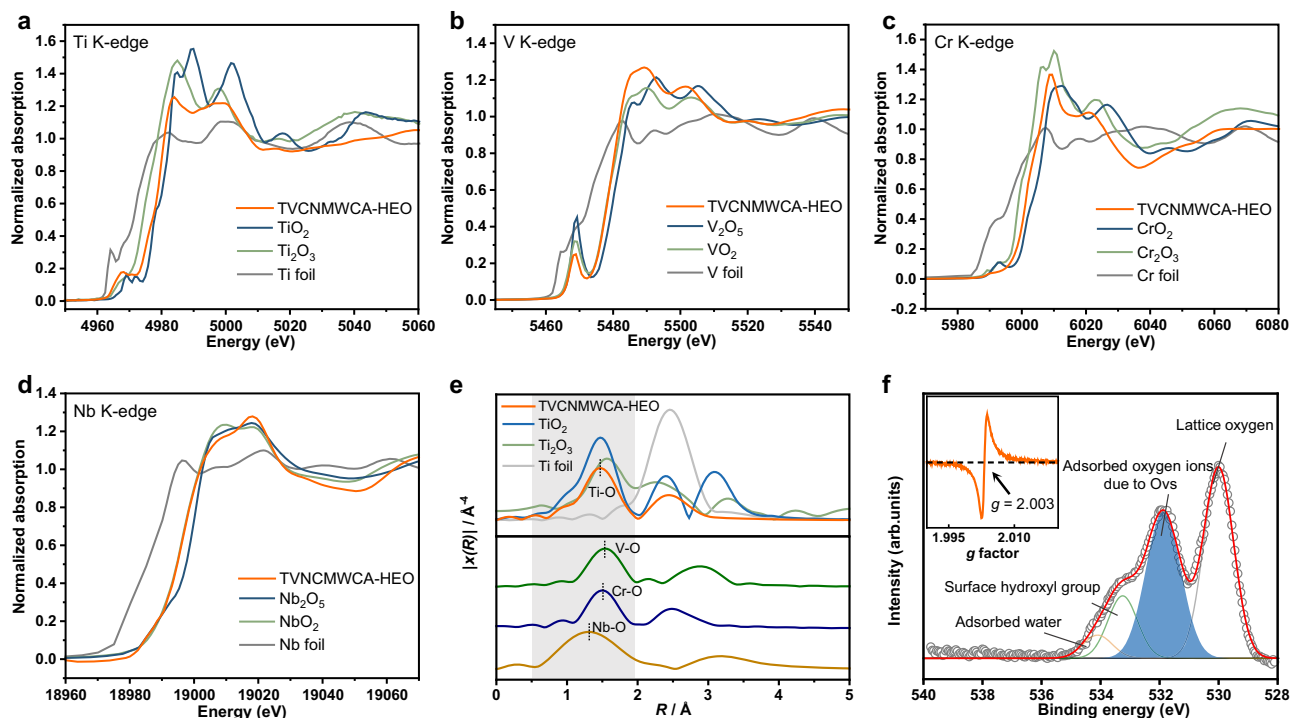 a
Ti K-edge
Normalized absorption
1.6
1.4
1.2
1.0
0.8
0.6
0.4
0.2
0.0
TVCNMWCA-HEO
TiO2
Ti2O3
Ti foil
4960 4980 5000 5020 5040 5060
Energy (eV)
b
V K-edge
Normalized absorption
1.4
1.2
1.0
0.8
0.6
0.4
0.2
0.0
TVCNMWCA-HEO
V2O5
VO2
V foil
5460 5480 5500 5520 5540
Energy (eV)
c
Cr K-edge
Normalized absorption
1.6
1.4
1.2
1.0
0.8
0.6
0.4
0.2
0.0
-0.2
TVCNMWCA-HEO
CrO2
Cr2O3
Cr foil
5980 6000 6020 6040 6060 6080
Energy (eV)
d
Nb K-edge
Normalized absorption
1.4
1.2
1.0
0.8
0.6
0.4
0.2
0.0
TVNCMWCA-HEO
Nb2O5
NbO2
Nb foil
18960 18980 19000 19020 19040 19060
Energy (eV)
e
|x(R)| / Å-4
TVCNMWCA-HEO
TiO2
Ti2O3
Ti foil
Ti-O
V-O
Cr-O
Nb-O
0 1 2 3 4 5
R / Å
f
Intensity (arb.units)
g = 2.003
1.995 2.010
g factor
Lattice oxygen
Adsorbed oxygen ions
due to Ovs
Surface hydroxyl group
Adsorbed water
540 538 536 534 532 530 528
Binding energy (eV)